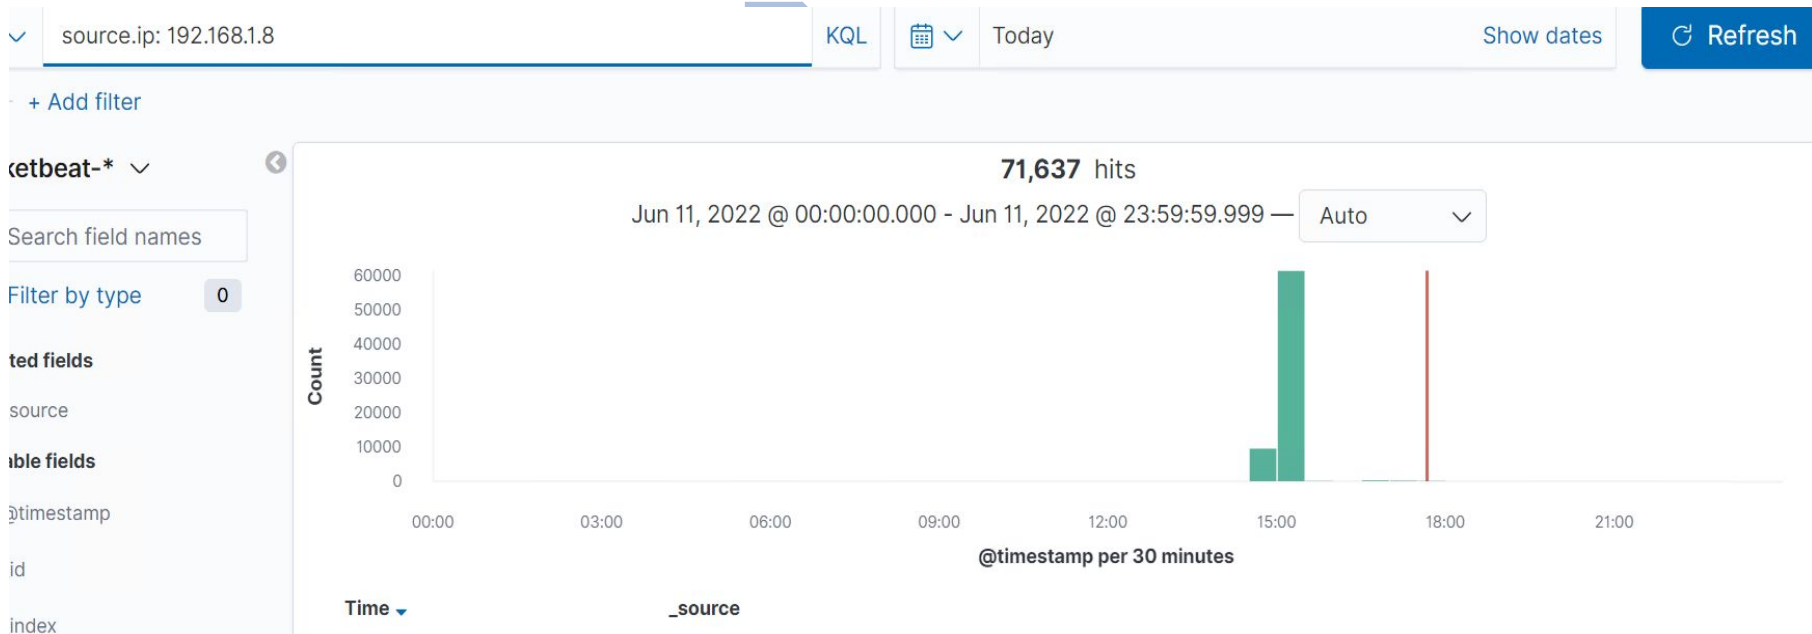 source.ip: 192.168.1.8 KQL Today Show dates Refresh
+ Add filter
ketbeat-*
71,637 hits
Jun 11, 2022 @ 00:00:00.000 - Jun 11, 2022 @ 23:59:59.999 — Auto
Search field names
Filter by type 0
ted fields
source
able fields
@timestamp
id
index
60000
50000
40000
30000
20000
10000
0
Count
00:00 03:00 06:00 09:00 12:00 15:00 18:00 21:00
@timestamp per 30 minutes
Time _source